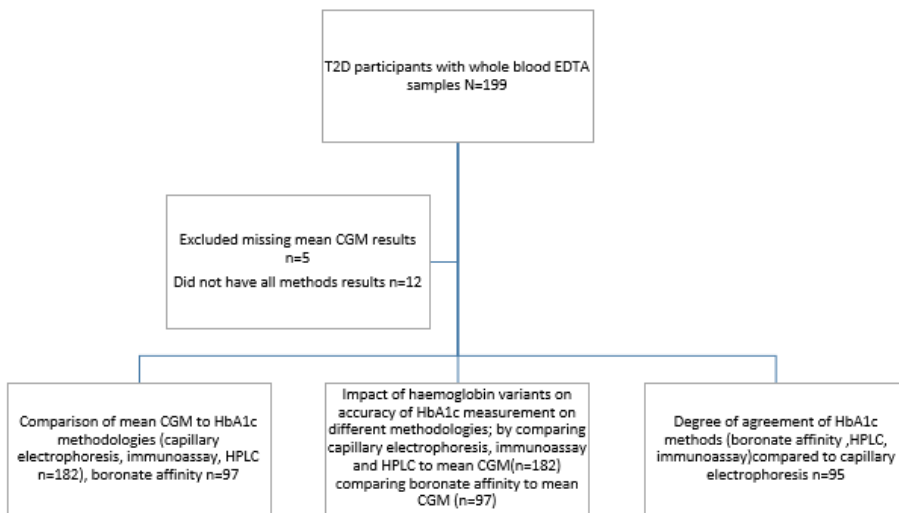 T2D participants with whole blood EDTA
samples N=199
Excluded missing mean CGM results
n=5
Did not have all methods results n=12
Comparison of mean CGM to HbA1c
methodologies (capillary
electrophoresis, immunoassay, HPLC
n=182), boronate affinity n=97
Impact of haemoglobin variants on
accuracy of HbA1c measurement on
different methodologies; by comparing
capillary electrophoresis, immunoassay
and HPLC to mean CGM(n=182)
comparing boronate affinity to mean
CGM (n=97)
Degree of agreement of HbA1c
methods (boronate affinity ,HPLC,
immunoassay)compared to capillary
electrophoresis n=95